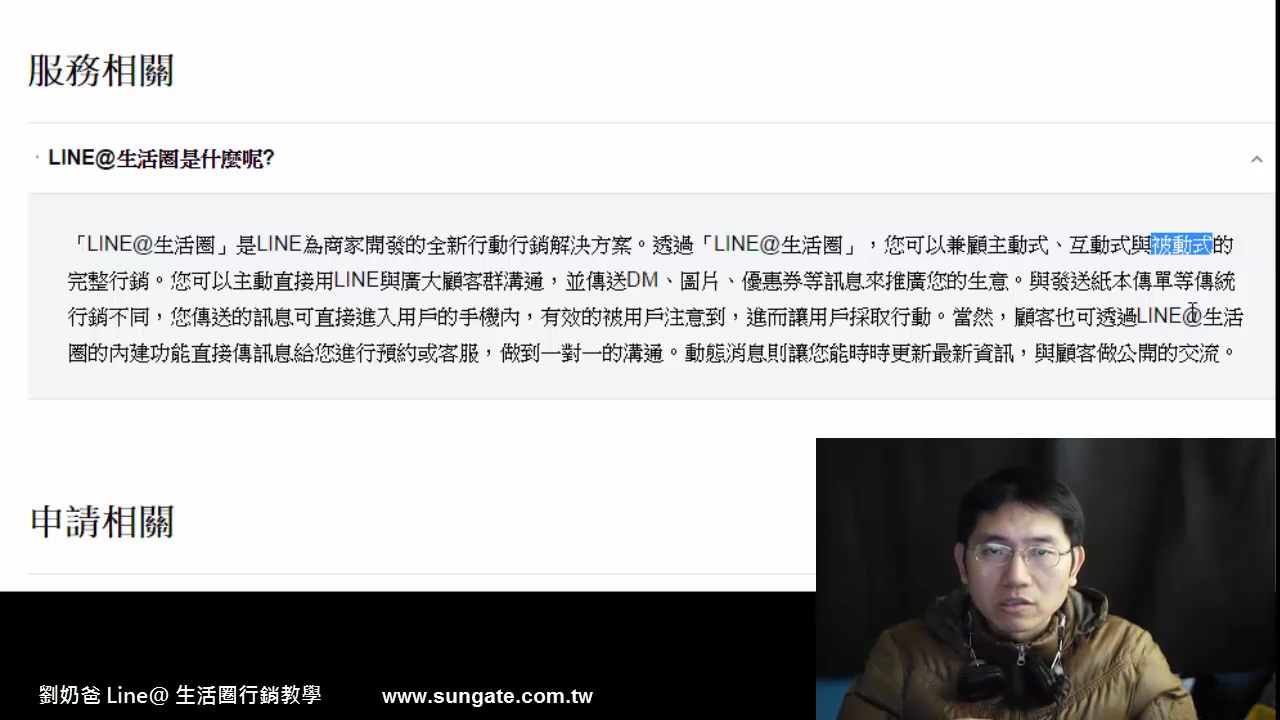 服務相關
· LINE@生活圈是什麼呢?
「LINE@生活圈」是LINE為商家開發的全新行動行銷解決方案。透過「LINE@生活圈」，您可以兼顧主動式、互動式與被動式的
完整行銷。您可以主動直接用LINE與廣大顧客群溝通，並傳送DM、圖片、優惠券等訊息來推廣您的生意。與發送紙本傳單等傳統
行銷不同，您傳送的訊息可直接進入用戶的手機內，有效的被用戶注意到，進而讓用戶採取行動。當然，顧客也可透過LINE@生活
圈的內建功能直接傳訊息給您進行預約或客服，做到一對一的溝通。動態消息則讓您能時時更新最新資訊，與顧客做公開的交流。
申請相關
劉奶爸 Line@ 生活圈行銷教學 www.sungate.com.tw